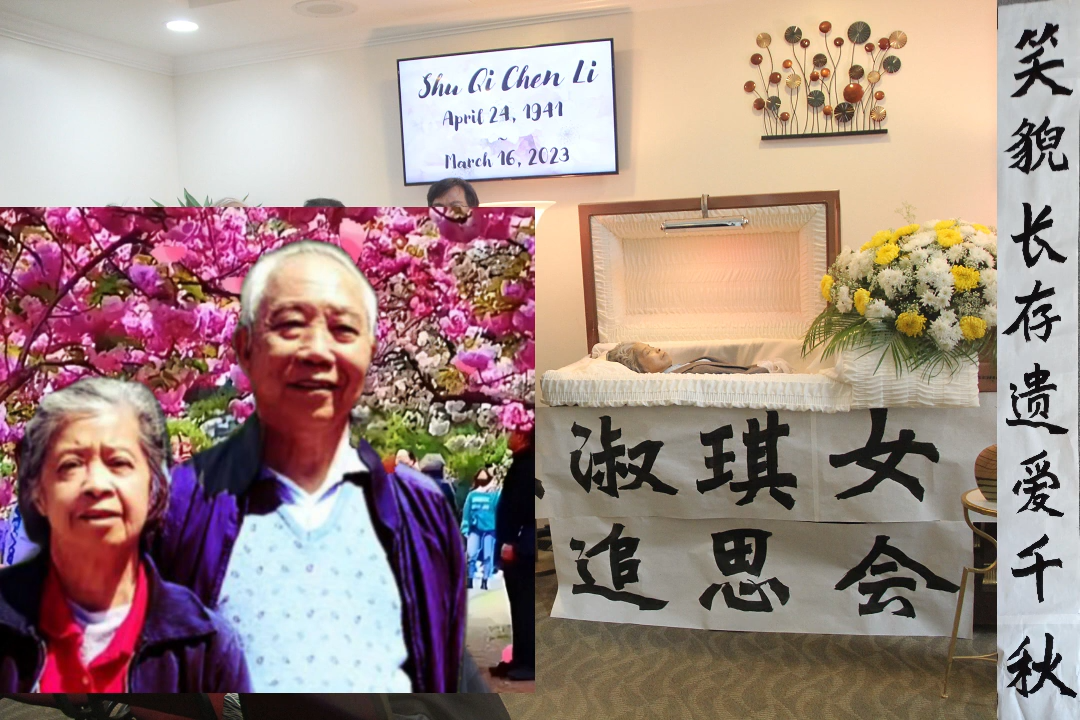 Shu Qi Chen Li
April 24, 1941
~
March 16, 2023
淑琪女
追思会
笑貌长存遗爱千秋